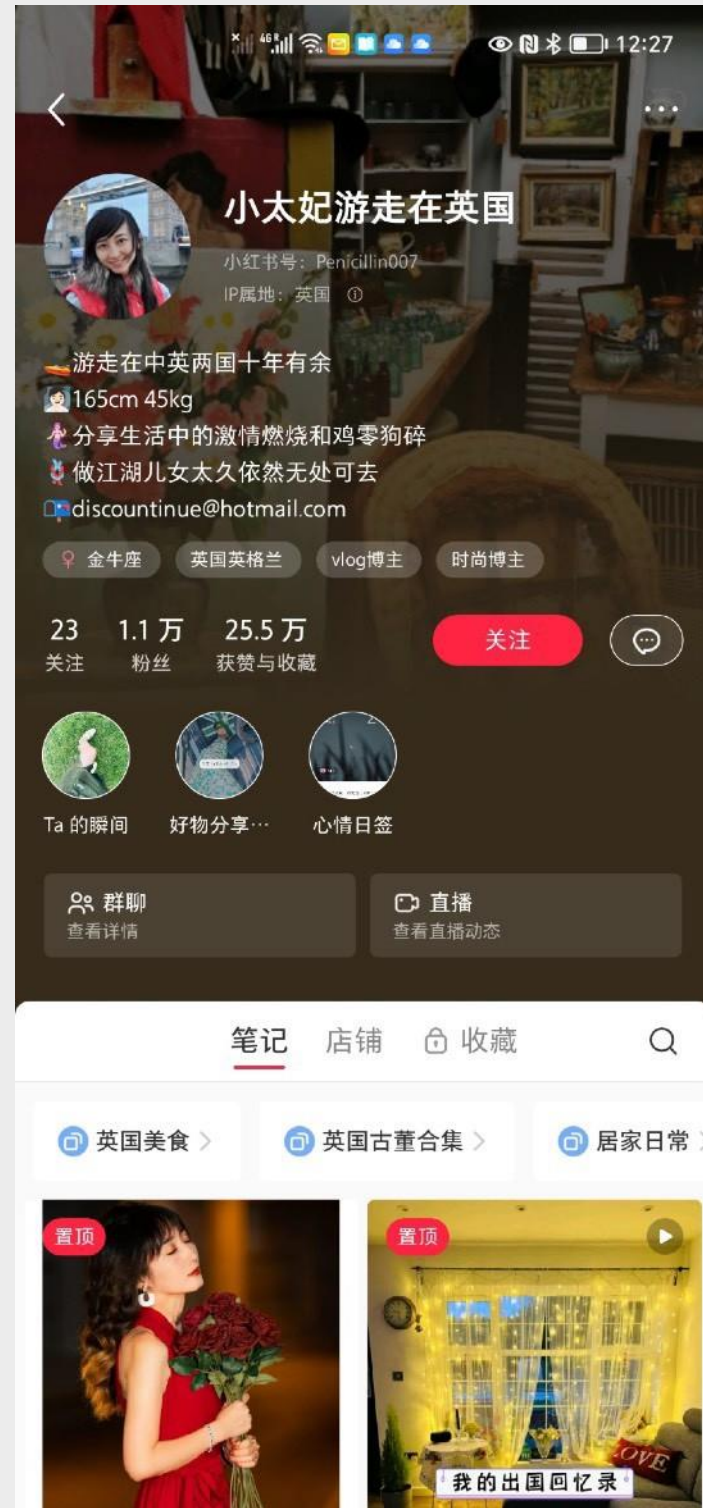 12:27
小太妃游走在英国
小红书号：Penicillin007
IP属地：英国
游走在中英两国十年有余
165cm 45kg
分享生活中的激情燃烧和鸡零狗碎
做江湖儿女太久依然无处可去
discountinue@hotmail.com
金牛座 英国英格兰 vlog博主 时尚博主
23 1.1 万 25.5 万
关注 粉丝 获赞与收藏 关注
Ta 的瞬间 好物分享… 心情日签
群聊 直播
查看详情 查看直播动态
笔记 店铺 收藏
英国美食 英国古董合集 居家日常
置顶 置顶
LOVE
我的出国回忆录